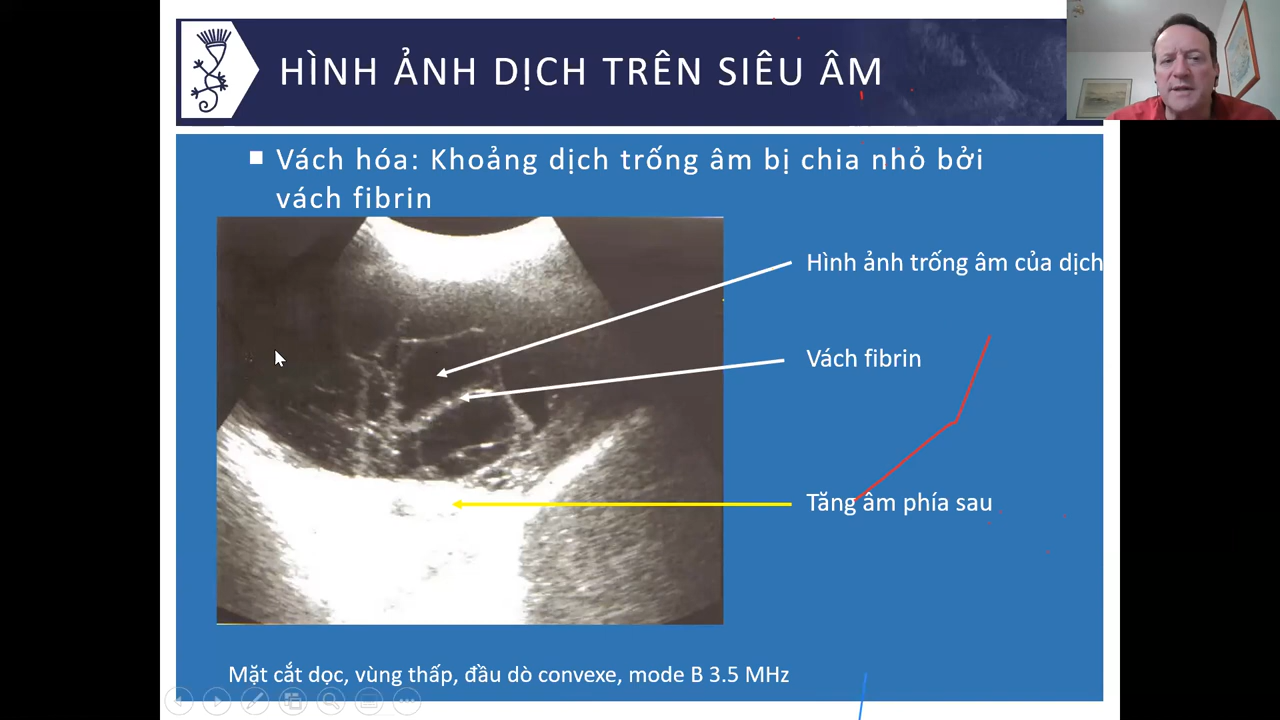 HÌNH ẢNH DỊCH TRÊN SIÊU ÂM
Vách hóa: Khoảng dịch trống âm bị chia nhỏ bởi
vách fibrin
Hình ảnh trống âm của dịch
Vách fibrin
Tăng âm phía sau
Mặt cắt dọc, vùng thấp, đầu dò convexe, mode B 3.5 MHz